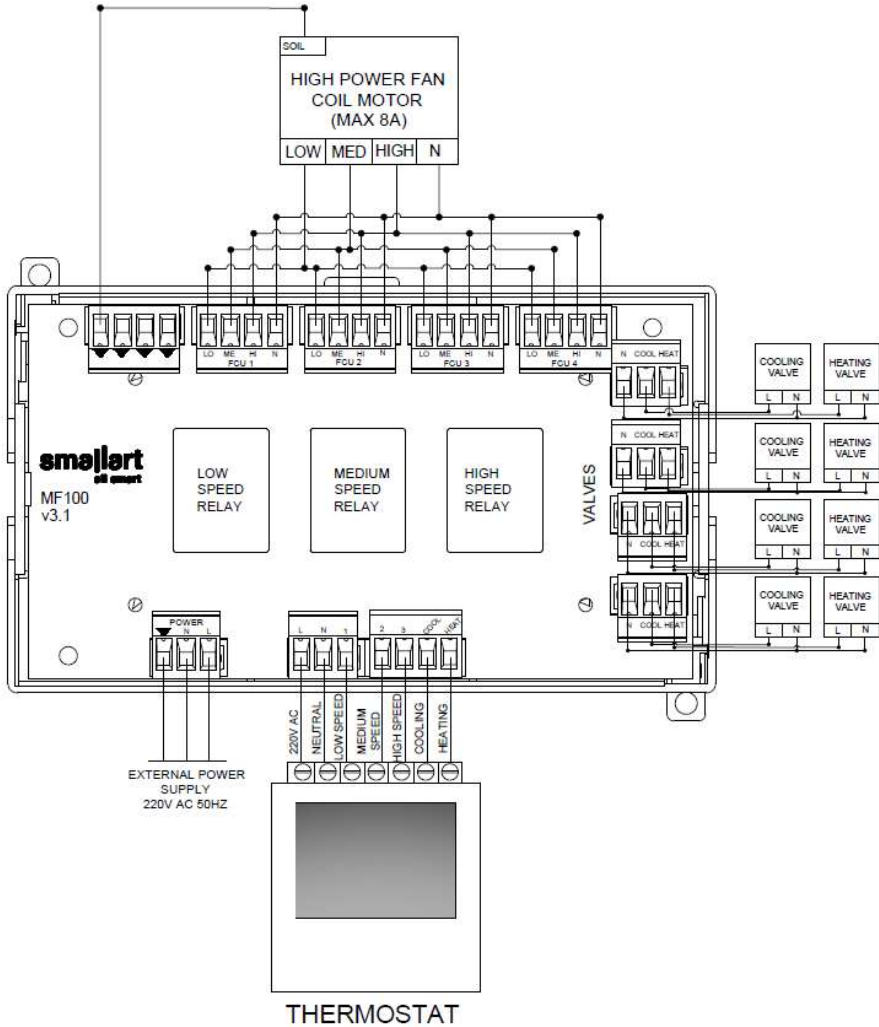 SOIL
HIGH POWER FAN
COIL MOTOR
(MAX 8A)
LOW MED HIGH N
LO ME HI N
FCU 1
LO ME HI N
FCU 2
LO ME HI N
FCU 3
LO ME HI N
FCU 4
N COOL HEAT
COOLING
VALVE
L N
HEATING
VALVE
L N
N COOL HEAT
COOLING
VALVE
L N
HEATING
VALVE
L N
N COOL HEAT
COOLING
VALVE
L N
HEATING
VALVE
L N
N COOL HEAT
COOLING
VALVE
L N
HEATING
VALVE
L N
VALVES
smallart
all smart
MF100
v3.1
LOW
SPEED
RELAY
MEDIUM
SPEED
RELAY
HIGH
SPEED
RELAY
POWER
N L
L N 1
2 3 COOL HEAT
220V AC
NEUTRAL
LOW SPEED
MEDIUM
SPEED
HIGH SPEED
COOLING
HEATING
EXTERNAL POWER
SUPPLY
220V AC 50HZ
THERMOSTAT